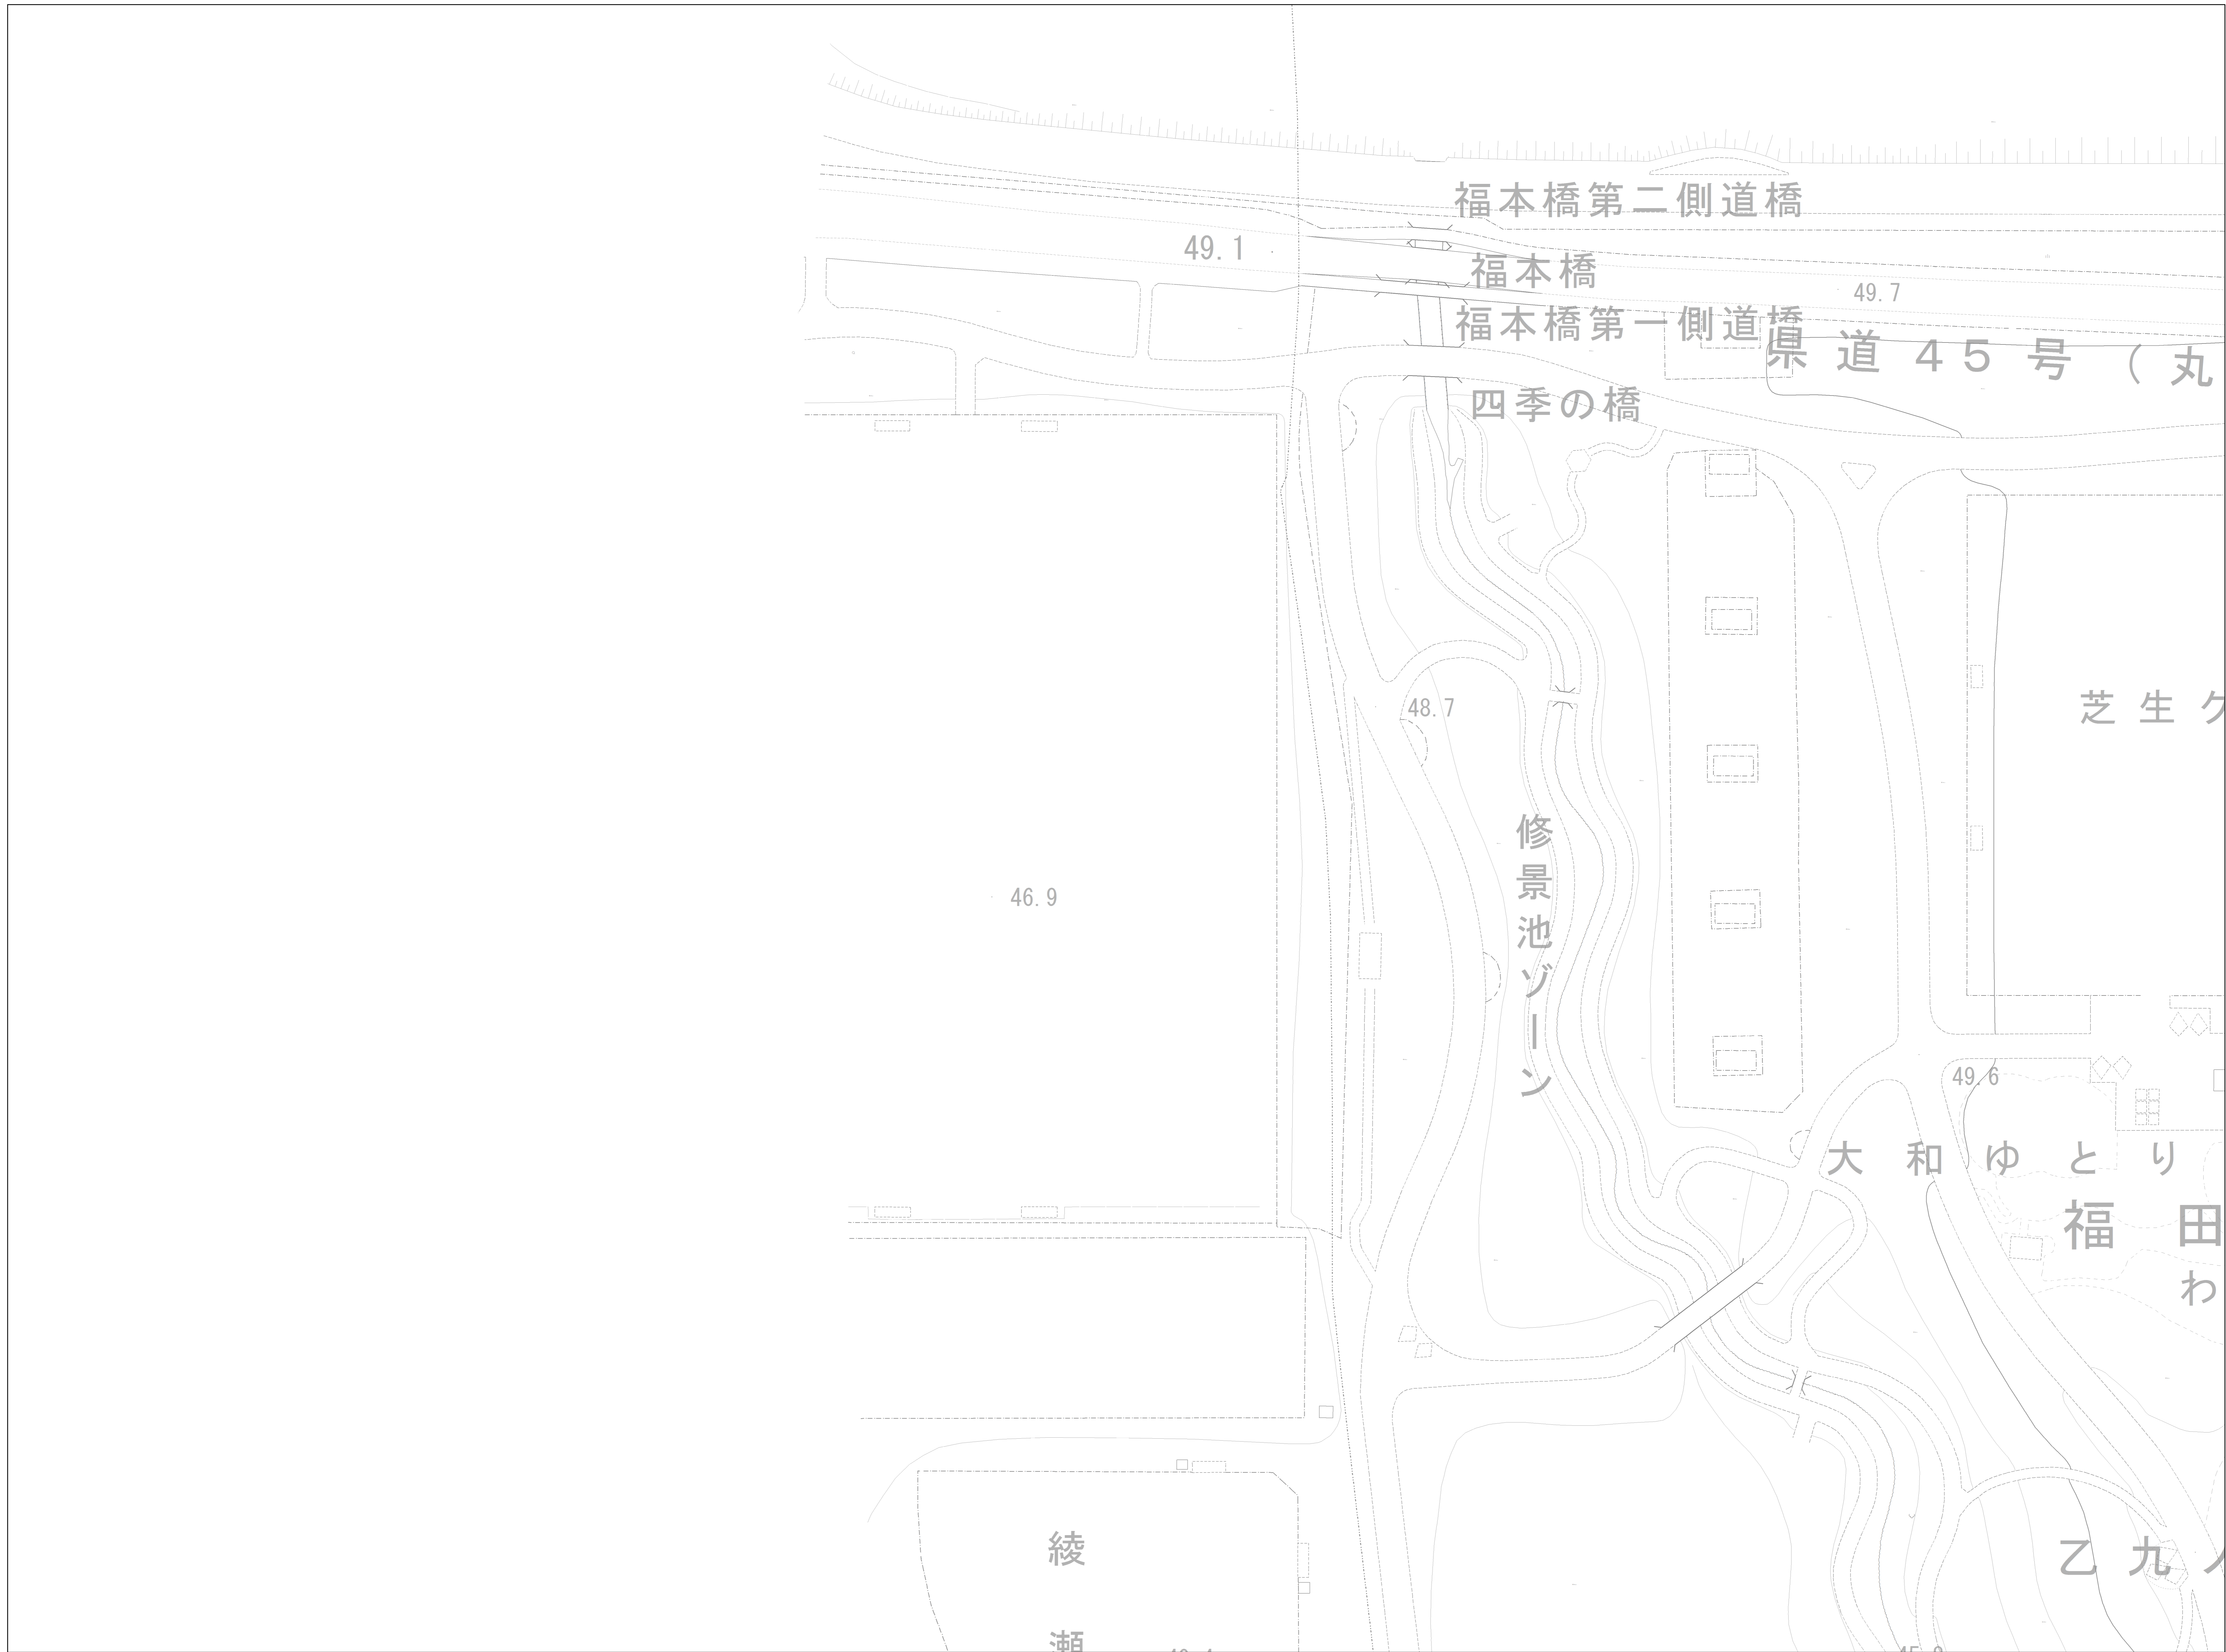 福本橋第二側道橋
49.1
福本橋
49.7
福本橋第一側道橋
県道45号（丸
四季の橋
芝生
48.7
修景池ゾーン
46.9
49.6
大和ゆとり
福田
わ
乙九
綾瀬